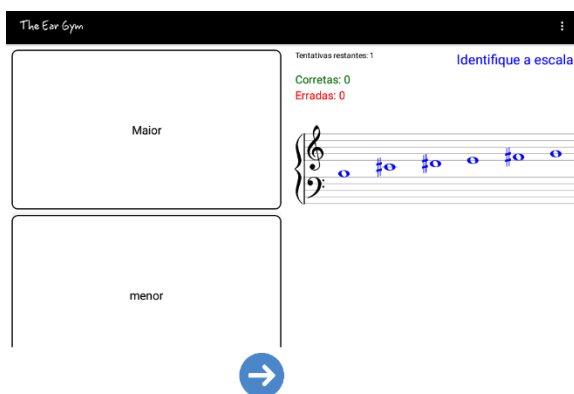 The Ear Gym
Maior
menor
Tentativas restantes: 1
Identifique a escala
Corretas: 0
Erradas: 0